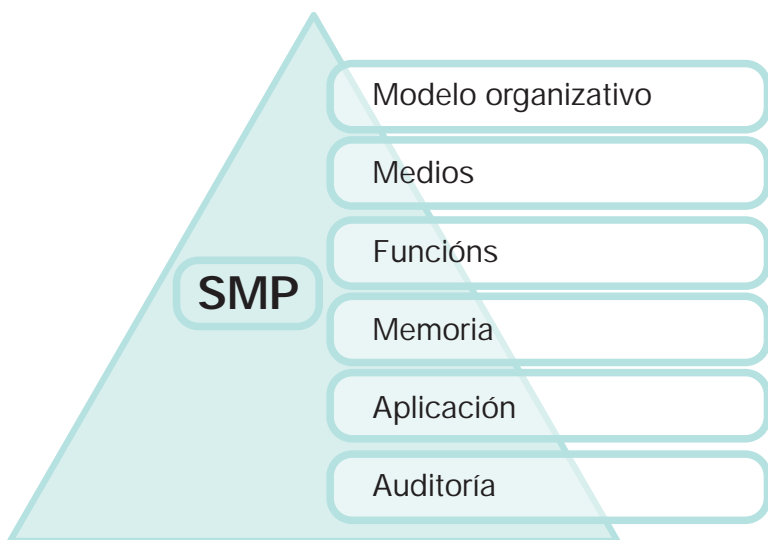 Modelo organizativo
Medios
Funcións
SMP
Memoria
Aplicación
Auditoría